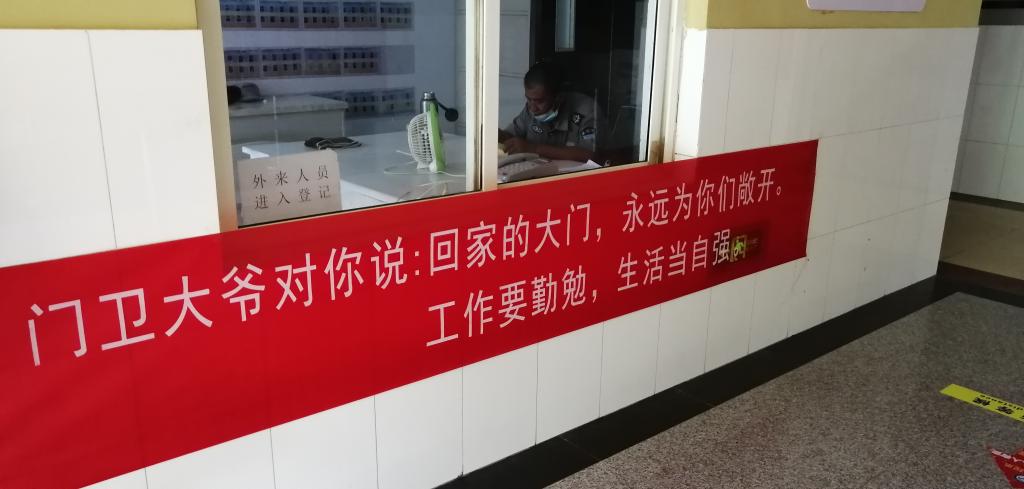 外来人员
进入登记
门卫大爷对你说:回家的大门，永远为你们敞开。
工作要勤勉，生活当自强